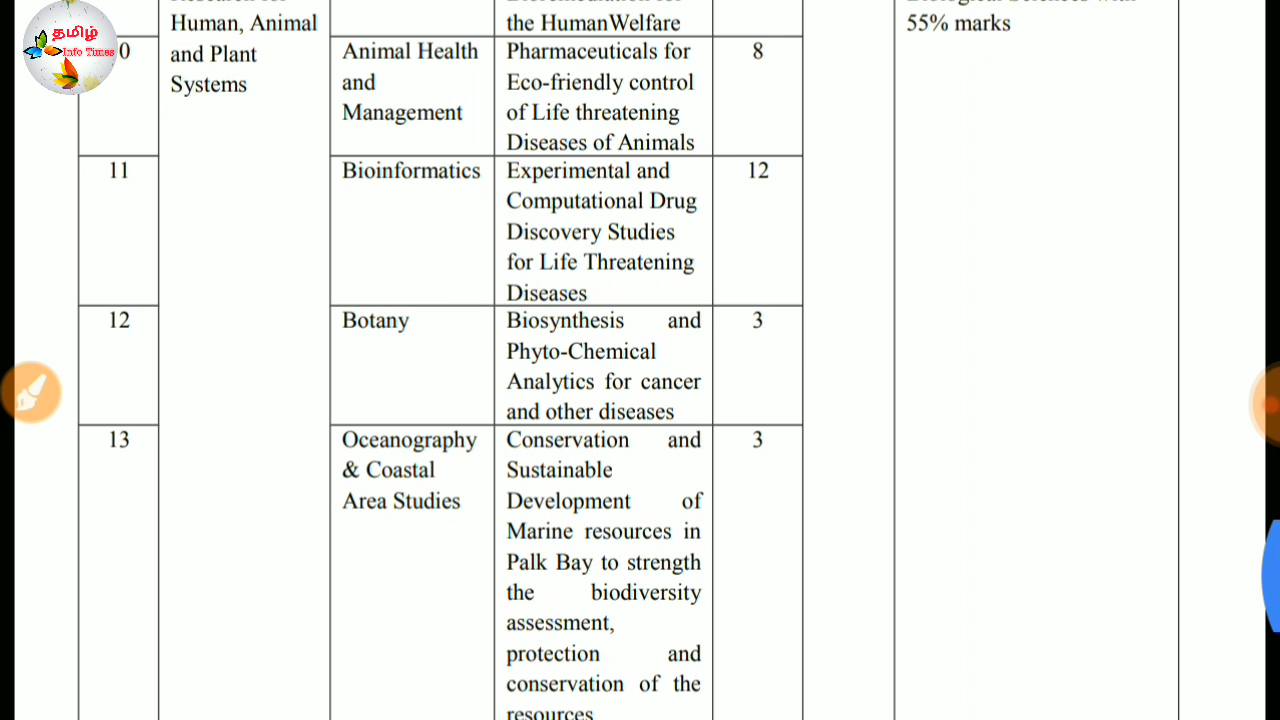 Human, Animal
and Plant
Systems
the HumanWelfare
55% marks
தமிழ்
Info Times
0
Animal Health
and
Management
Pharmaceuticals for
Eco-friendly control
of Life threatening
Diseases of Animals
8
11
Bioinformatics
Experimental and
Computational Drug
Discovery Studies
for Life Threatening
Diseases
12
12
Botany
Biosynthesis and
Phyto-Chemical
Analytics for cancer
and other diseases
3
13
Oceanography
& Coastal
Area Studies
Conservation and
Sustainable
Development of
Marine resources in
Palk Bay to strength
the biodiversity
assessment,
protection and
conservation of the
resources
3